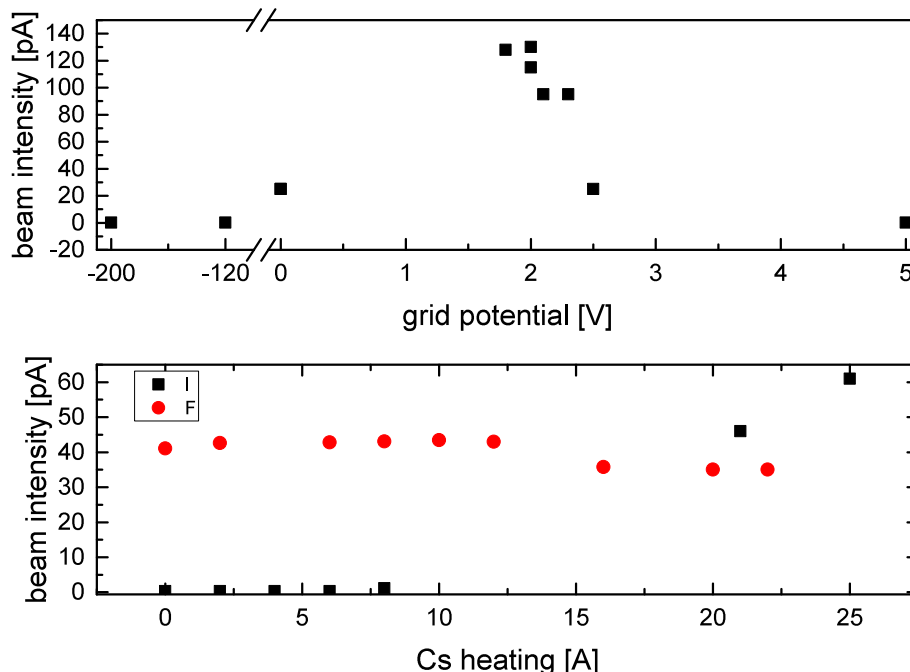 beam intensity [pA]
140
120
100
80
60
40
20
0
-20
-200 -120 0 1 2 3 4 5
grid potential [V]
beam intensity [pA]
60
50
40
30
20
10
0
I
F
0 5 10 15 20 25
Cs heating [A]